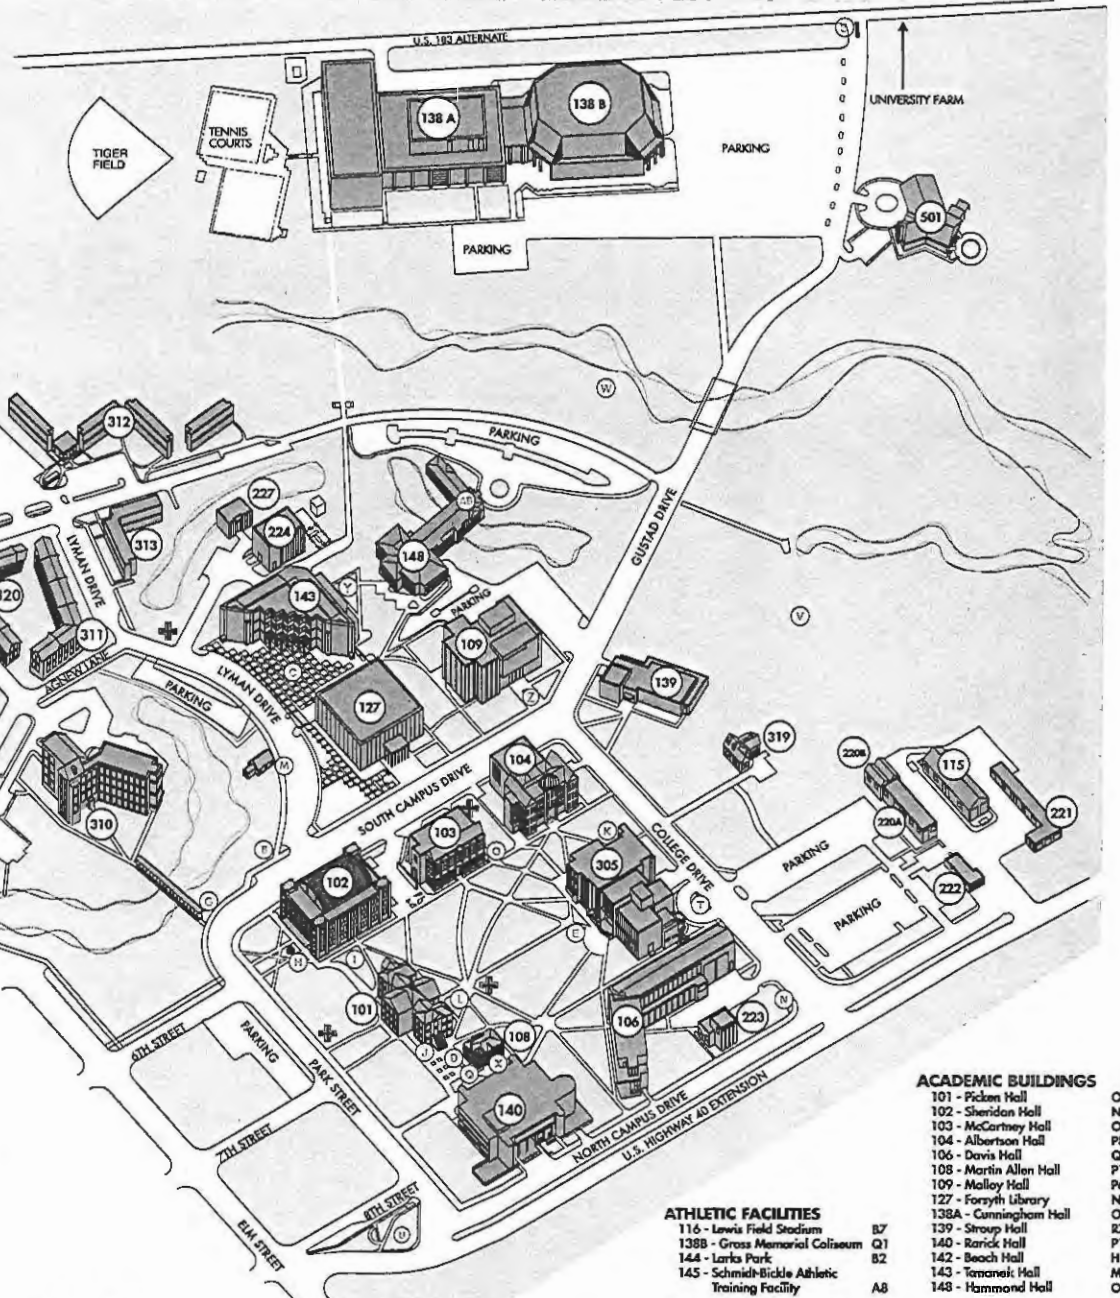 U.S. 183 ALTERNATE
UNIVERSITY FARM
TIGER
FIELD
TENNIS
COURTS
138 A
138 B
PARKING
501
PARKING
W
312
PARKING
227
224
313
148
LYMAN DRIVE
GUSTAD DRIVE
143
Y
PARKING
V
320
311
109
AGNEW LANE
LYMAN DRIVE
C
139
PARKING
127
Z
319
M
104
220B
115
310
SOUTH CAMPUS DRIVE
103
K
COLLEGE DRIVE
220A
221
F
O
305
PARKING
102
222
G
T
PARKING
E
H
I
L
N
101
108
106
223
6TH STREET
PARKING
PARK STREET
J
D
Q
X
140
NORTH CAMPUS DRIVE
U.S. HIGHWAY 40 EXTENSION
7TH STREET
8TH STREET
U
ELM STREET
ATHLETIC FACILITIES
116 - Lewis Field Stadium B7
138B - Gross Memorial Coliseum Q1
144 - Larks Park B2
145 - Schmidt-Bickle Athletic
Training Facility A8
ACADEMIC BUILDINGS
101 - Picken Hall
102 - Sheridan Hall
103 - McCartney Hall
104 - Albertson Hall
106 - Davis Hall
108 - Martin Allen Hall
109 - Malloy Hall
127 - Forsyth Library
138A - Cunningham Hall
139 - Stroup Hall
140 - Rarick Hall
142 - Beach Hall
143 - Tomanek Hall
148 - Hammond Hall